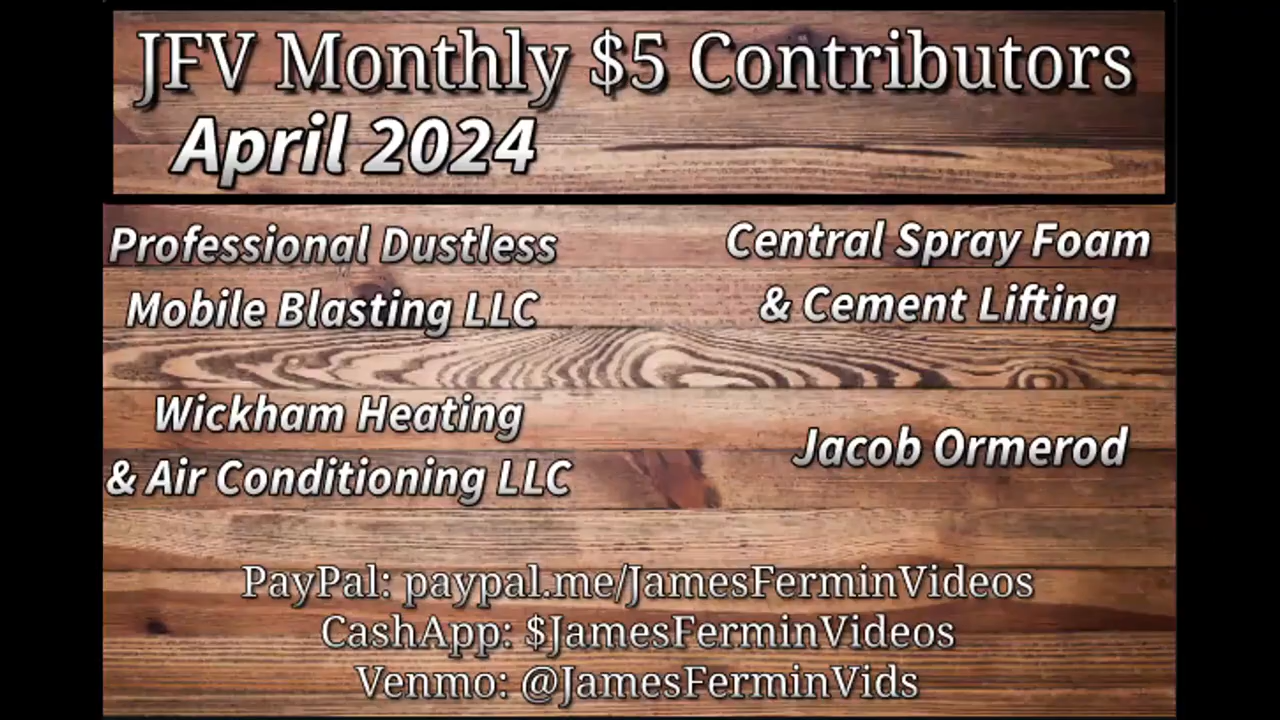 JFV Monthly $5 Contributors
April 2024
Professional Dustless
Mobile Blasting LLC
Central Spray Foam
& Cement Lifting
Wickham Heating
& Air Conditioning LLC
Jacob Ormerod
PayPal: paypal.me/JamesFerminVideos
CashApp: $JamesFerminVideos
Venmo: @JamesFerminVids